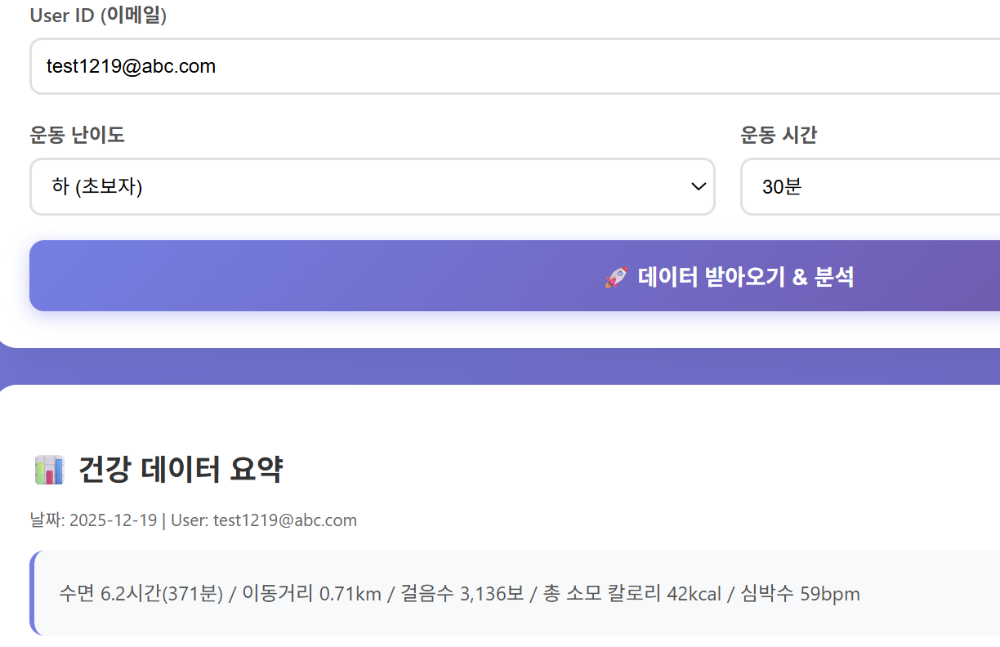 User ID (이메일)
test1219@abc.com
운동 난이도
운동 시간
하 (초보자)
30분
🚀 데이터 받아오기 & 분석
📊 건강 데이터 요약
날짜: 2025-12-19 | User: test1219@abc.com
수면 6.2시간(371분) / 이동거리 0.71km / 걸음수 3,136보 / 총 소모 칼로리 42kcal / 심박수 59bpm